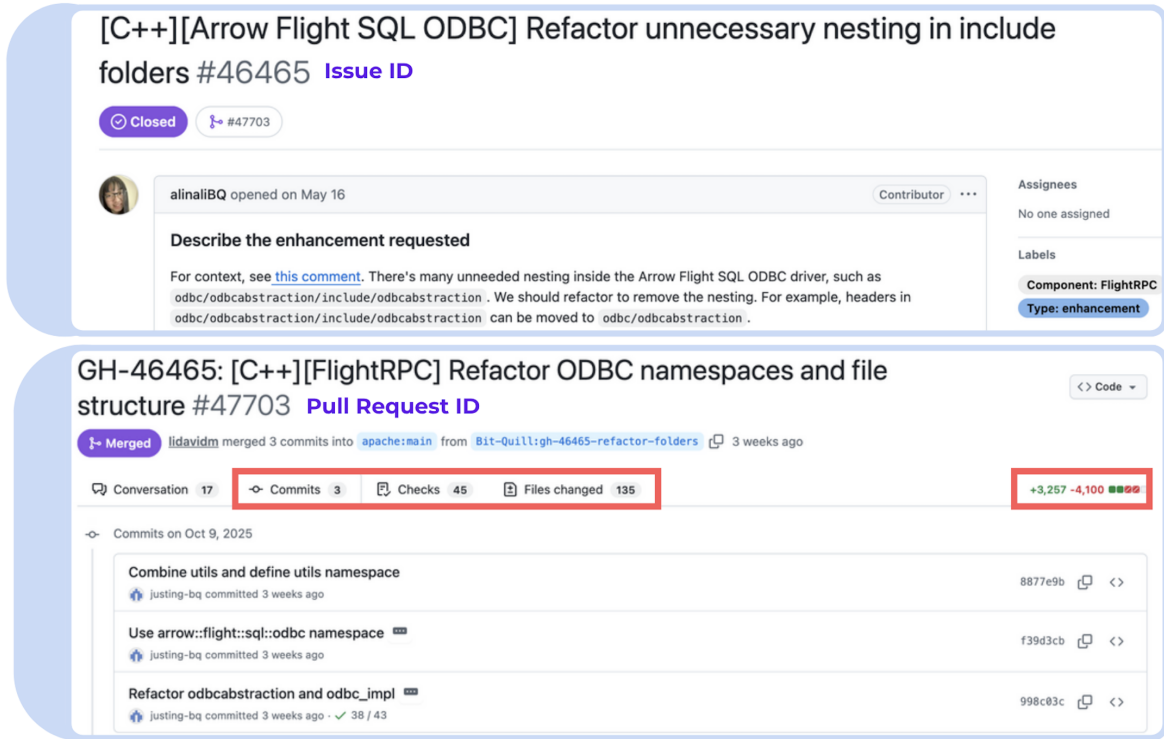 [C++][Arrow Flight SQL ODBC] Refactor unnecessary nesting in include
folders #46465 Issue ID
Closed #47703
alinaliBQ opened on May 16 Contributor
Assignees
No one assigned
Describe the enhancement requested
For context, see this comment. There's many unneeded nesting inside the Arrow Flight SQL ODBC driver, such as
odbc/odbcabstraction/include/odbcabstraction . We should refactor to remove the nesting. For example, headers in
odbc/odbcabstraction/include/odbcabstraction can be moved to odbc/odbcabstraction .
Labels
Component: FlightRPC
Type: enhancement
GH-46465: [C++][FlightRPC] Refactor ODBC namespaces and file
structure #47703 Pull Request ID
<> Code
Merged lidavidm merged 3 commits into apache:main from Bit-Quill:gh-46465-refactor-folders 3 weeks ago
Conversation 17 Commits 3 Checks 45 Files changed 135 +3,257 -4,100
Commits on Oct 9, 2025
Combine utils and define utils namespace
justing-bq committed 3 weeks ago
8877e9b
Use arrow::flight::sql::odbc namespace
justing-bq committed 3 weeks ago
f39d3cb
Refactor odbcabstraction and odbc_impl
justing-bq committed 3 weeks ago · 38 / 43
998c03c